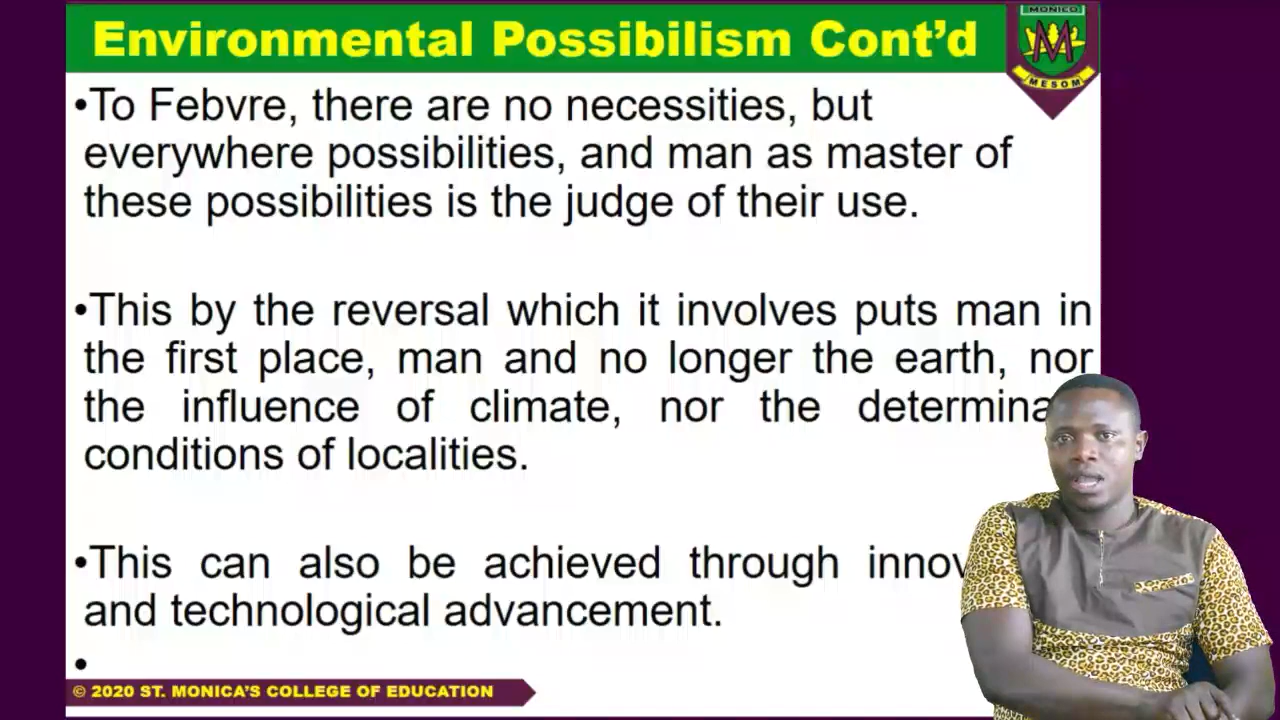 Environmental Possibilism Cont’d
MONICO
M
MESOM
•To Febvre, there are no necessities, but
everywhere possibilities, and man as master of
these possibilities is the judge of their use.
•This by the reversal which it involves puts man in
the first place, man and no longer the earth, nor
the influence of climate, nor the
conditions of localities.
•This can also be achieved through
and technological advancement.
•
© 2020 ST. MONICA’S COLLEGE OF EDUCATION